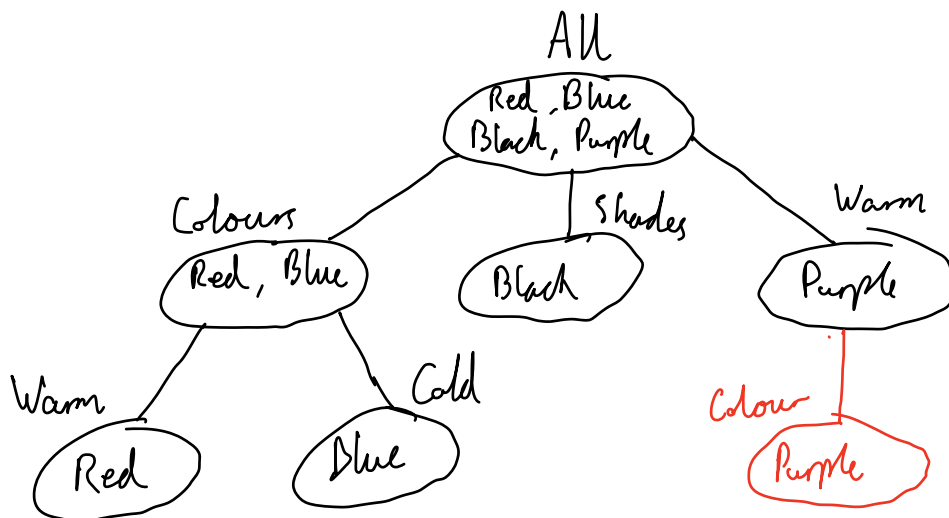 All
Red, Blue
Black, Purple
Colours
Shades
Warm
Red, Blue
Black
Purple
Warm
Cold
Colour
Red
Blue
Purple